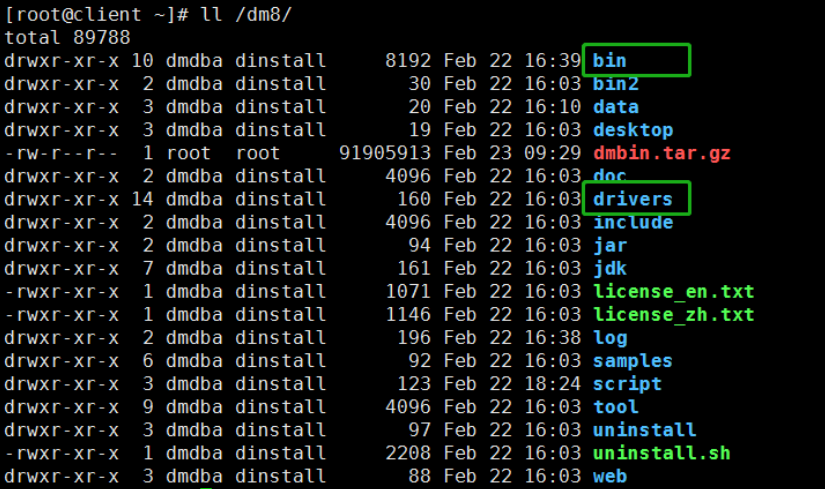 [root@client ~]# ll /dm8/
total 89788
drwxr-xr-x 10 dmdba dinstall     8192 Feb 22 16:39 bin
drwxr-xr-x  2 dmdba dinstall       30 Feb 22 16:03 bin2
drwxr-xr-x  3 dmdba dinstall       20 Feb 22 16:10 data
drwxr-xr-x  3 dmdba dinstall       19 Feb 22 16:03 desktop
-rw-r--r--  1 root  root     91905913 Feb 23 09:29 dmbin.tar.gz
drwxr-xr-x  2 dmdba dinstall     4096 Feb 22 16:03 doc
drwxr-xr-x 14 dmdba dinstall      160 Feb 22 16:03 drivers
drwxr-xr-x  2 dmdba dinstall     4096 Feb 22 16:03 include
drwxr-xr-x  2 dmdba dinstall       94 Feb 22 16:03 jar
drwxr-xr-x  7 dmdba dinstall      161 Feb 22 16:03 jdk
-rwxr-xr-x  1 dmdba dinstall     1071 Feb 22 16:03 license_en.txt
-rwxr-xr-x  1 dmdba dinstall     1146 Feb 22 16:03 license_zh.txt
drwxr-xr-x  2 dmdba dinstall      196 Feb 22 16:38 log
drwxr-xr-x  6 dmdba dinstall       92 Feb 22 16:03 samples
drwxr-xr-x  3 dmdba dinstall      123 Feb 22 18:24 script
drwxr-xr-x  9 dmdba dinstall     4096 Feb 22 16:03 tool
drwxr-xr-x  3 dmdba dinstall       97 Feb 22 16:03 uninstall
-rwxr-xr-x  1 dmdba dinstall     2208 Feb 22 16:03 uninstall.sh
drwxr-xr-x  3 dmdba dinstall       88 Feb 22 16:03 web